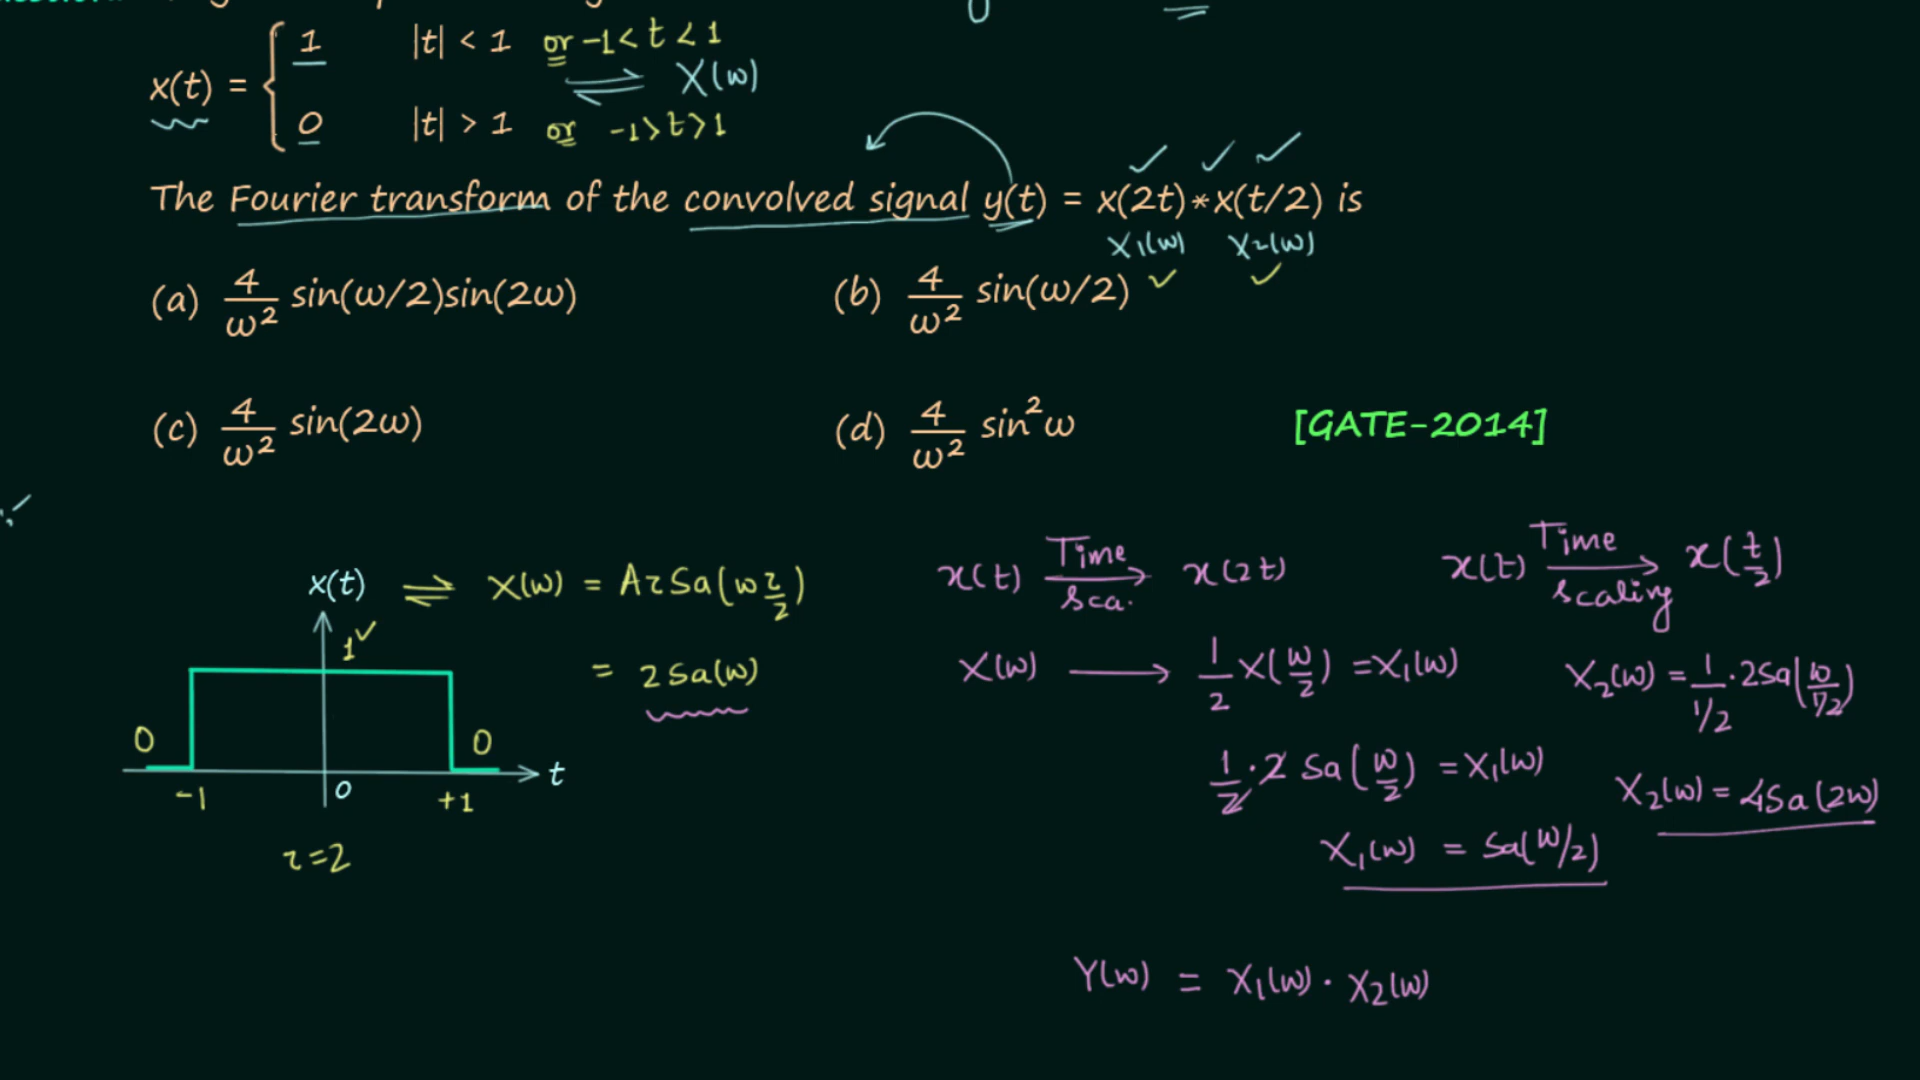 x(t) = { 1 |t| < 1 or -1 < t < 1
⇌ X(ω)
0 |t| > 1 or -1 > t > 1
The Fourier transform of the convolved signal y(t) = x(2t)*x(t/2) is
X₁(ω) X₂(ω)
(a) 4/ω² sin(ω/2)sin(2ω)
(b) 4/ω² sin(ω/2)
(c) 4/ω² sin(2ω)
(d) 4/ω² sin²ω
[GATE-2014]
x(t) ⇌ X(ω) = AτSa(ωτ/2)
= 2Sa(ω)
1
0 0
-1 0 +1 t
τ=2
x(t) Time Sca. → x(2t)
X(ω) → 1/2 X(ω/2) = X₁(ω)
1/2 · 2 Sa(ω/2) = X₁(ω)
X₁(ω) = Sa(ω/2)
x(t) Time scaling → x(t/2)
X₂(ω) = 1/1/2 · 2Sa(ω/1/2)
X₂(ω) = 4Sa(2ω)
Y(ω) = X₁(ω) · X₂(ω)